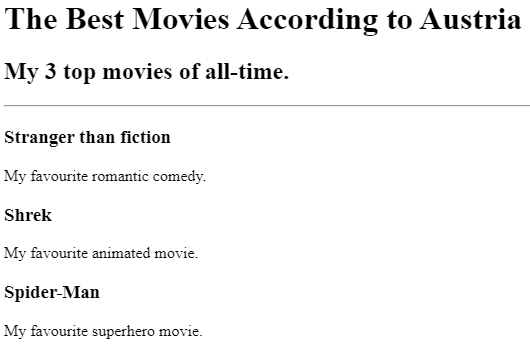 The Best Movies According to Austria
My 3 top movies of all-time.
Stranger than fiction
My favourite romantic comedy.
Shrek
My favourite animated movie.
Spider-Man
My favourite superhero movie.